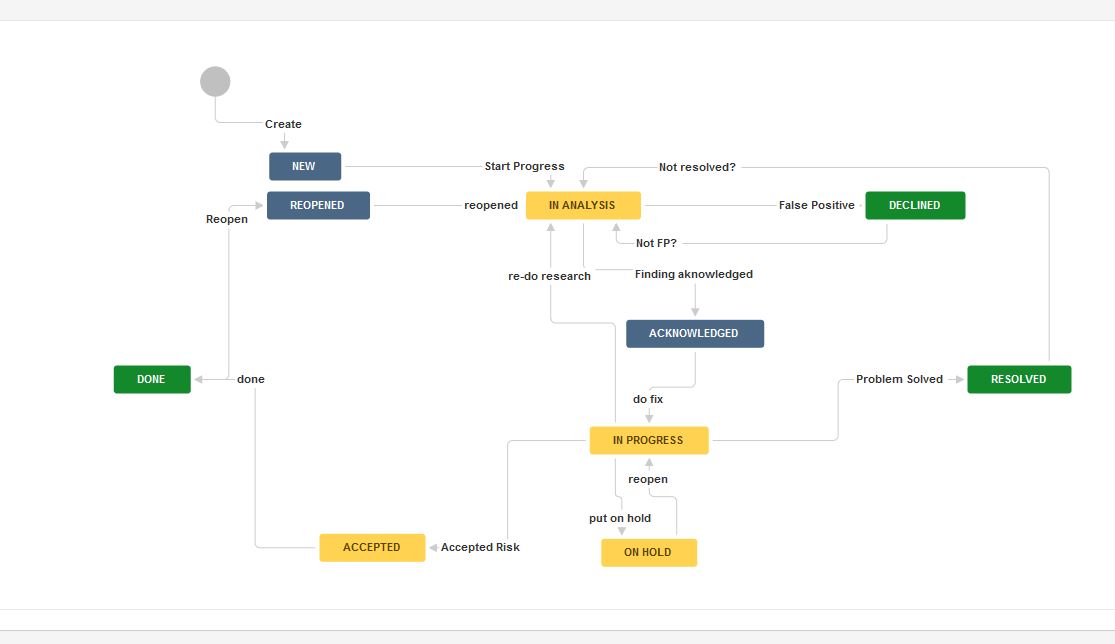 Create
NEW
Start Progress
Not resolved?
REOPENED
reopened
IN ANALYSIS
False Positive
DECLINED
Reopen
Not FP?
re-do research
Finding aknowledged
ACKNOWLEDGED
DONE
done
Problem Solved
RESOLVED
do fix
IN PROGRESS
reopen
put on hold
ACCEPTED
Accepted Risk
ON HOLD